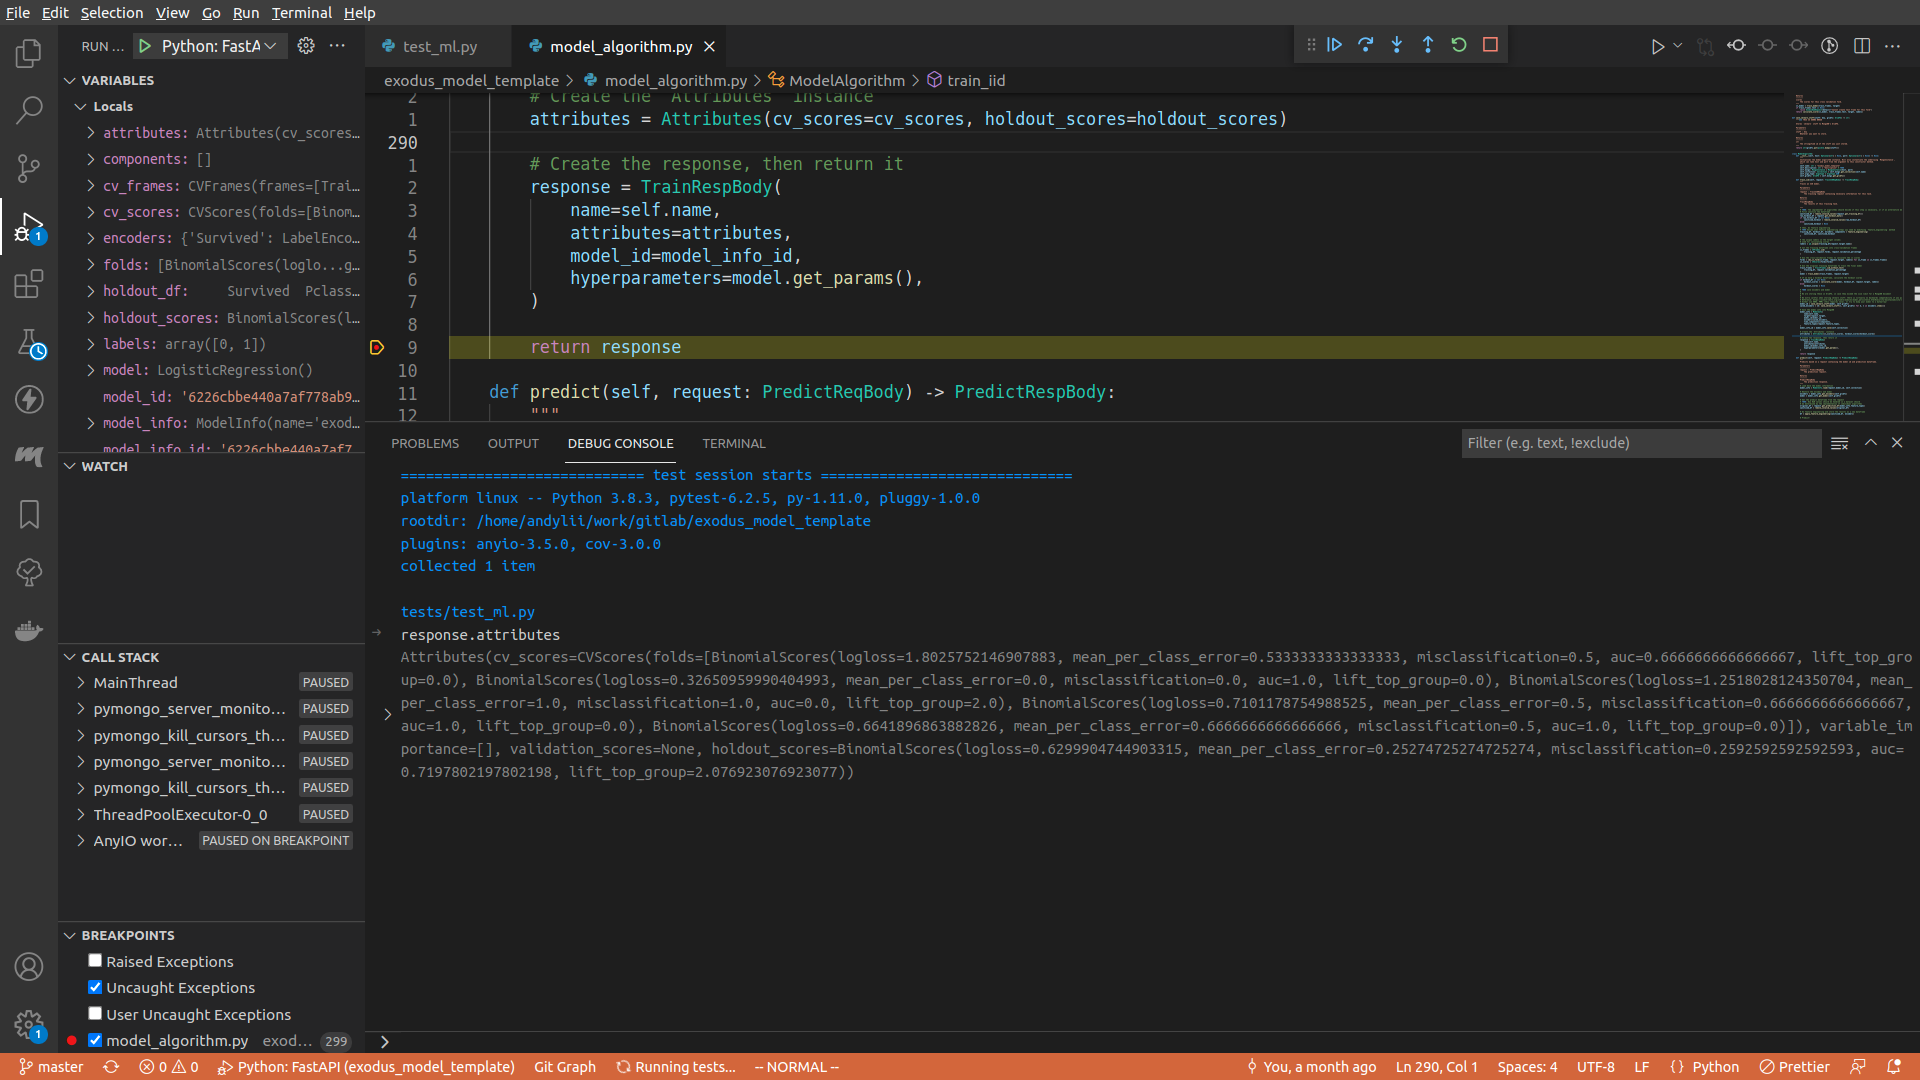 File Edit Selection View Go Run Terminal Help
RUN ... Python: FastA
test_ml.py model_algorithm.py
exodus_model_template > model_algorithm.py > ModelAlgorithm > train_iid
VARIABLES
Locals
attributes: Attributes(cv_scores...
components: []
cv_frames: CVFrames(frames=[Trai...
cv_scores: CVScores(folds=[Binom...
encoders: {'Survived': LabelEnco...
folds: [BinomialScores(loglo...g...
holdout_df: Survived Pclass...
holdout_scores: BinomialScores(l...
labels: array([0, 1])
model: LogisticRegression()
model_id: '6226cbbe440a7af778ab9...
model_info: ModelInfo(name='exod...
model_info_id: '6226cbbe440a7af7...
WATCH
CALL STACK
MainThread PAUSED
pymongo_server_monito... PAUSED
pymongo_kill_cursors_th... PAUSED
pymongo_server_monito... PAUSED
pymongo_kill_cursors_th... PAUSED
ThreadPoolExecutor-0_0 PAUSED
AnyIO wor... PAUSED ON BREAKPOINT
BREAKPOINTS
Raised Exceptions
Uncaught Exceptions
User Uncaught Exceptions
model_algorithm.py exod... 299
2 # Create the `Attributes` instance
1 attributes = Attributes(cv_scores=cv_scores, holdout_scores=holdout_scores)
290
1 # Create the response, then return it
2 response = TrainRespBody(
3 name=self.name,
4 attributes=attributes,
5 model_id=model_info_id,
6 hyperparameters=model.get_params(),
7 )
8
9 return response
10
11 def predict(self, request: PredictReqBody) -> PredictRespBody:
12 """
PROBLEMS OUTPUT DEBUG CONSOLE TERMINAL Filter (e.g. text, !exclude)
============================= test session starts ==============================
platform linux -- Python 3.8.3, pytest-6.2.5, py-1.11.0, pluggy-1.0.0
rootdir: /home/andylii/work/gitlab/exodus_model_template
plugins: anyio-3.5.0, cov-3.0.0
collected 1 item
tests/test_ml.py
response.attributes
Attributes(cv_scores=CVScores(folds=[BinomialScores(logloss=1.8025752146907883, mean_per_class_error=0.5333333333333333, misclassification=0.5, auc=0.6666666666666667, lift_top_gro
up=0.0), BinomialScores(logloss=0.32650959990404993, mean_per_class_error=0.0, misclassification=0.0, auc=1.0, lift_top_group=0.0), BinomialScores(logloss=1.2518028124350704, mean_
per_class_error=1.0, misclassification=1.0, auc=0.0, lift_top_group=2.0), BinomialScores(logloss=0.7101178754988525, mean_per_class_error=0.5, misclassification=0.6666666666666667,
auc=1.0, lift_top_group=0.0), BinomialScores(logloss=0.6641896863882826, mean_per_class_error=0.6666666666666666, misclassification=0.5, auc=1.0, lift_top_group=0.0)]), variable_im
portance=[], validation_scores=None, holdout_scores=BinomialScores(logloss=0.6299904744903315, mean_per_class_error=0.25274725274725274, misclassification=0.2592592592592593, auc=
0.7197802197802198, lift_top_group=2.076923076923077))
master 0 0 Python: FastAPI (exodus_model_template) Git Graph Running tests... -- NORMAL -- You, a month ago Ln 290, Col 1 Spaces: 4 UTF-8 LF {} Python Prettier